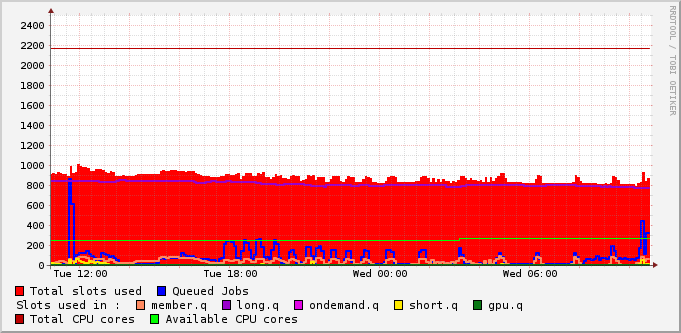 RRDTOOL / TOBI OETIKER
2400
2200
2000
1800
1600
1400
1200
1000
800
600
400
200
0
Tue 12:00 Tue 18:00 Wed 00:00 Wed 06:00
Total slots used Queued Jobs
Slots used in : member.q long.q ondemand.q short.q gpu.q
Total CPU cores Available CPU cores